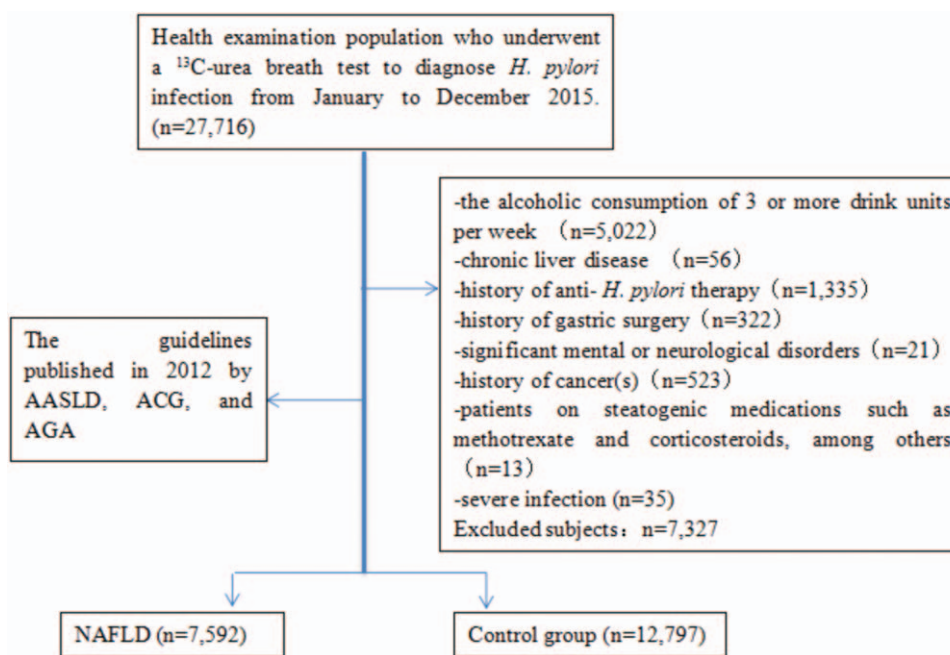 Health examination population who underwent
a ¹³C-urea breath test to diagnose H. pylori
infection from January to December 2015.
(n=27,716)
-the alcoholic consumption of 3 or more drink units
per week （n=5,022）
-chronic liver disease （n=56）
-history of anti- H. pylori therapy（n=1,335）
-history of gastric surgery（n=322）
-significant mental or neurological disorders（n=21）
-history of cancer(s)（n=523）
-patients on steatogenic medications such as
methotrexate and corticosteroids, among others
（n=13）
-severe infection (n=35)
Excluded subjects：n=7,327
The guidelines
published in 2012 by
AASLD, ACG, and
AGA
NAFLD (n=7,592)
Control group (n=12,797)